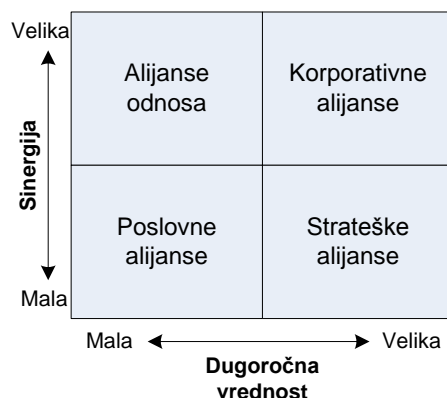 Velika
Alijanse
odnosa
Korporativne
alijanse
Sinergija
Poslovne
alijanse
Strateške
alijanse
Mala
Mala
Velika
Dugoročna
vrednost